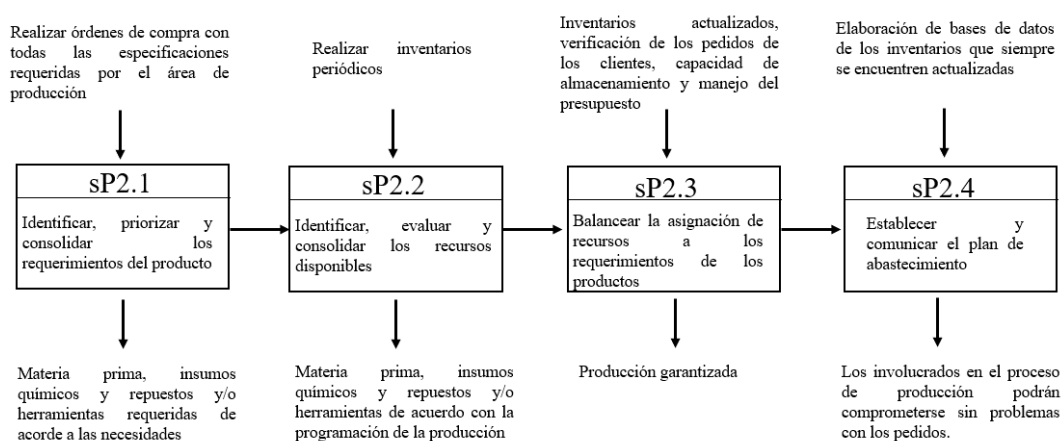 Realizar órdenes de compra con
todas las especificaciones
requeridas por el área de
producción
Realizar inventarios
periódicos
Inventarios actualizados,
verificación de los pedidos de
los clientes, capacidad de
almacenamiento y manejo del
presupuesto
Elaboración de bases de datos
de los inventarios que siempre
se encuentren actualizadas
sP2.1
Identificar, priorizar y
consolidar los
requerimientos del producto
sP2.2
Identificar, evaluar y
consolidar los recursos
disponibles
sP2.3
Balancear la asignación de
recursos a los
requerimientos de los
productos
sP2.4
Establecer y
comunicar el plan de
abastecimiento
Materia prima, insumos
químicos y repuestos y/o
herramientas requeridas de
acorde a las necesidades
Materia prima, insumos
químicos y repuestos y/o
herramientas de acuerdo con la
programación de la producción
Producción garantizada
Los involucrados en el proceso
de producción podrán
comprometerse sin problemas
con los pedidos.